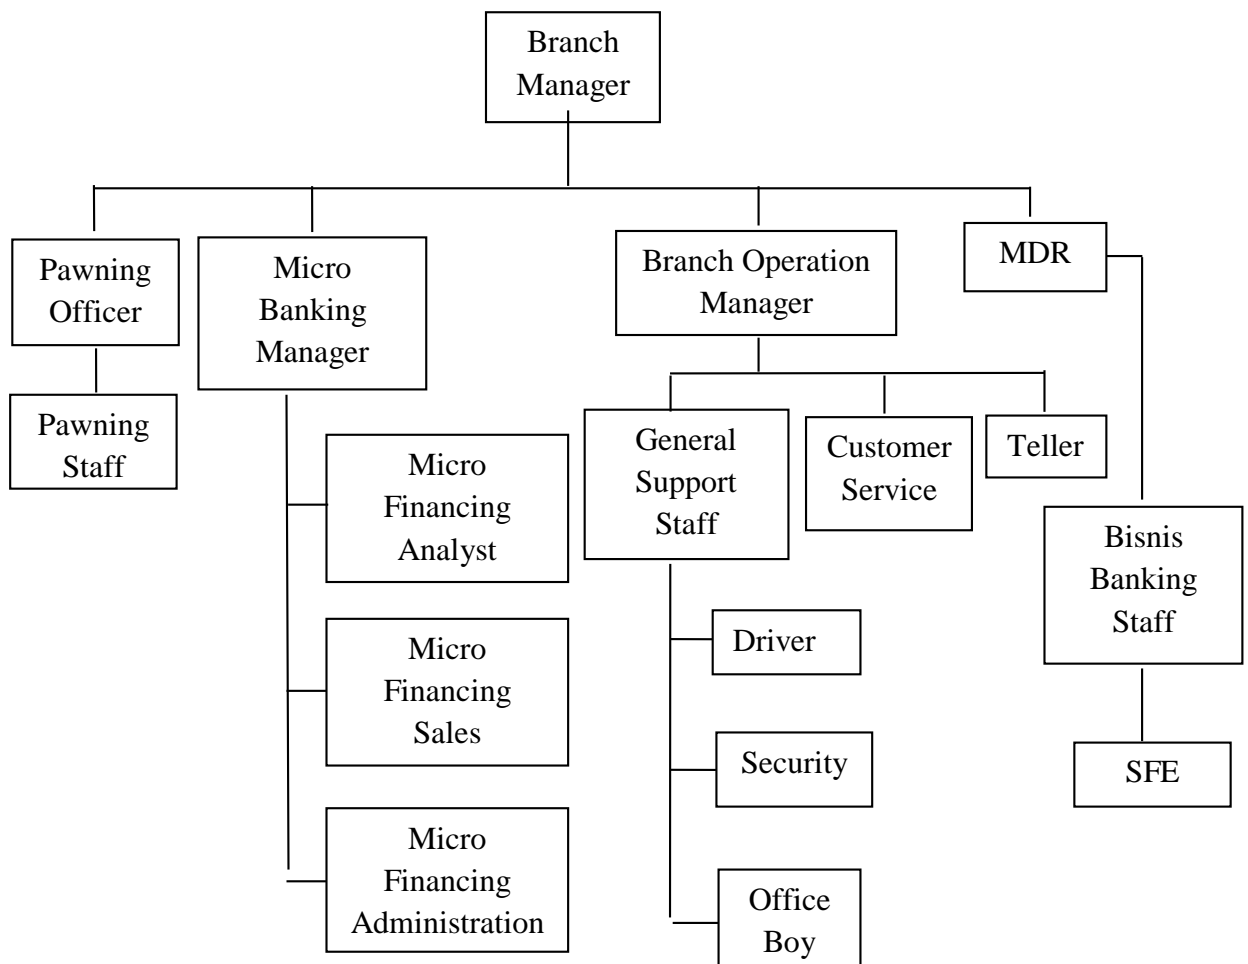 Branch
Manager
Pawning
Officer
Micro
Banking
Manager
Branch Operation
Manager
MDR
Pawning
Staff
Micro
Financing
Analyst
General
Support
Staff
Customer
Service
Teller
Bisnis
Banking
Staff
Micro
Financing
Sales
Driver
Security
SFE
Micro
Financing
Administration
Office
Boy